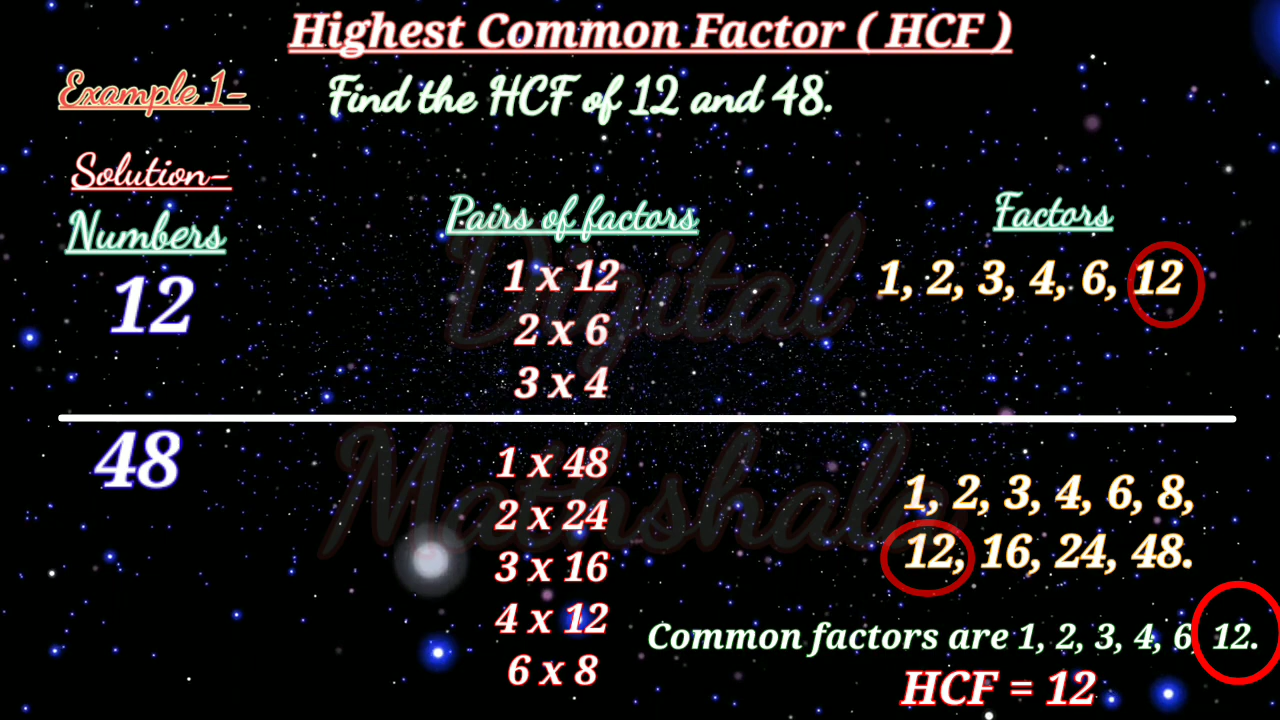 Highest Common Factor ( HCF )
Example 1-
Find the HCF of 12 and 48.
Solution-
Numbers
Pairs of factors
Factors
12
1 x 12
2 x 6
3 x 4
1, 2, 3, 4, 6, 12
48
1 x 48
2 x 24
3 x 16
4 x 12
6 x 8
1, 2, 3, 4, 6, 8,
12, 16, 24, 48.
Common factors are 1, 2, 3, 4, 6, 12.
HCF = 12
Digital
Mathshala